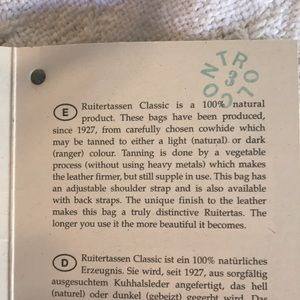 CONTROL
3
E
Ruitertassen Classic is a 100% natural
product. These bags have been produced,
since 1927, from carefully chosen cowhide which
may be tanned to either a light (natural) or dark
(ranger) colour. Tanning is done by a vegetable
process (without using heavy metals) which makes
the leather firmer, but still supple in use. This bag has
an adjustable shoulder strap and is also available
with back straps. The unique finish to the leather
makes this bag a truly distinctive Ruitertas. The
longer you use it the more beautiful it becomes.
D
Ruitertassen Classic ist ein 100% natürliches
Erzeugnis. Sie wird, seit 1927, aus sorgfältig
ausgesuchtem Kuhhalsleder angefertigt, das hell
(naturel) oder dunkel (gebeizt) gegerbt wird. Das